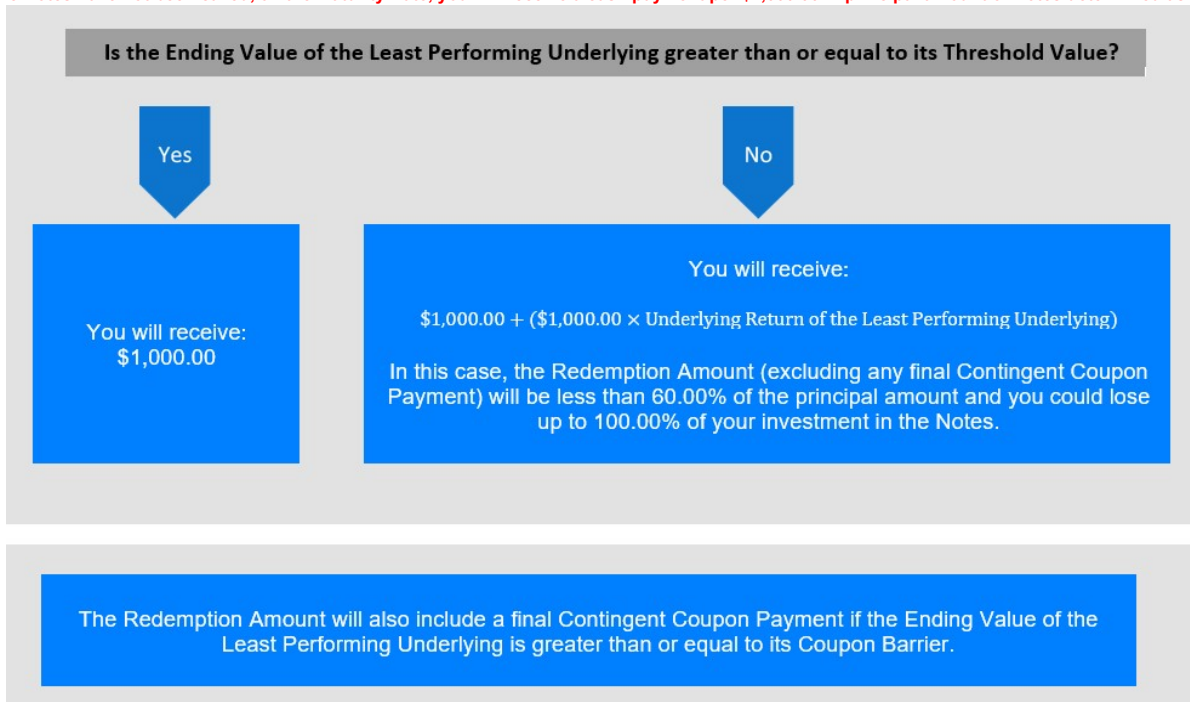 Is the Ending Value of the Least Performing Underlying greater than or equal to its Threshold Value?
Yes
No
You will receive:
$1,000.00
You will receive:
$1,000.00 + ($1,000.00 × Underlying Return of the Least Performing Underlying)
In this case, the Redemption Amount (excluding any final Contingent Coupon
Payment) will be less than 60.00% of the principal amount and you could lose
up to 100.00% of your investment in the Notes.
The Redemption Amount will also include a final Contingent Coupon Payment if the Ending Value of the
Least Performing Underlying is greater than or equal to its Coupon Barrier.